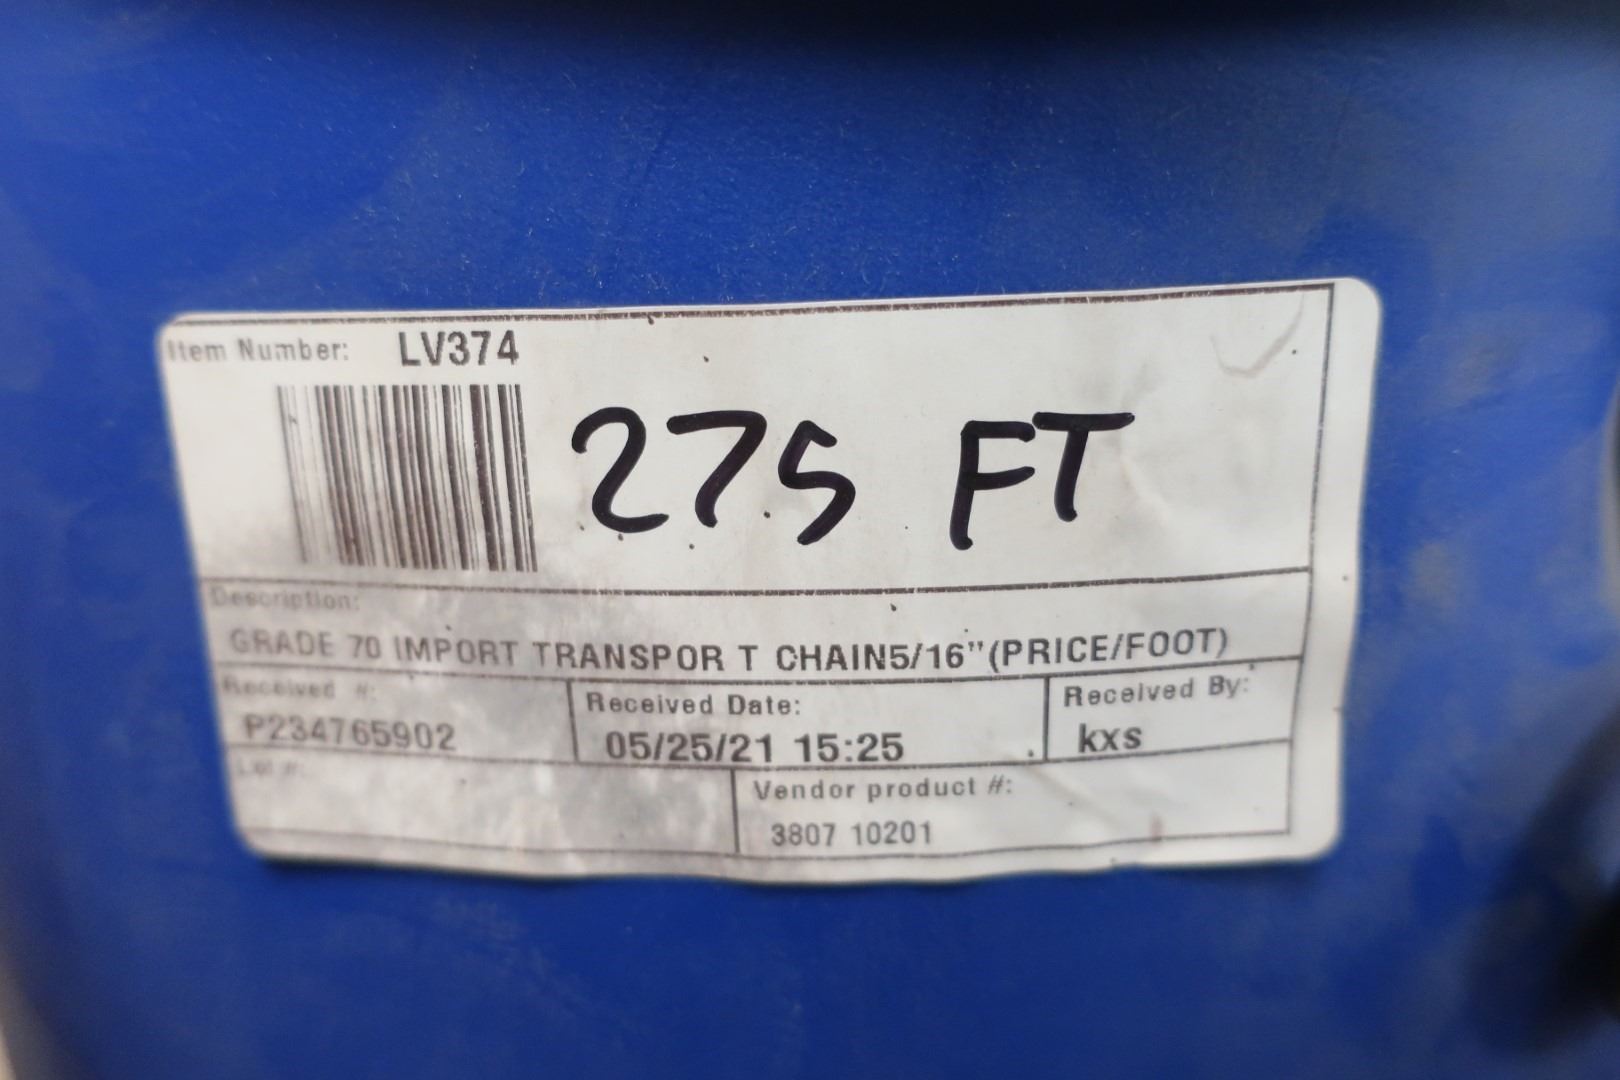 Item Number: LV374
275 FT
Description:
GRADE 70 IMPORT TRANSPOR T CHAIN5/16"(PRICE/FOOT)
Received #:
P234765902
Received Date:
05/25/21 15:25
Received By:
kxs
Lot #:
Vendor product #:
3807 10201